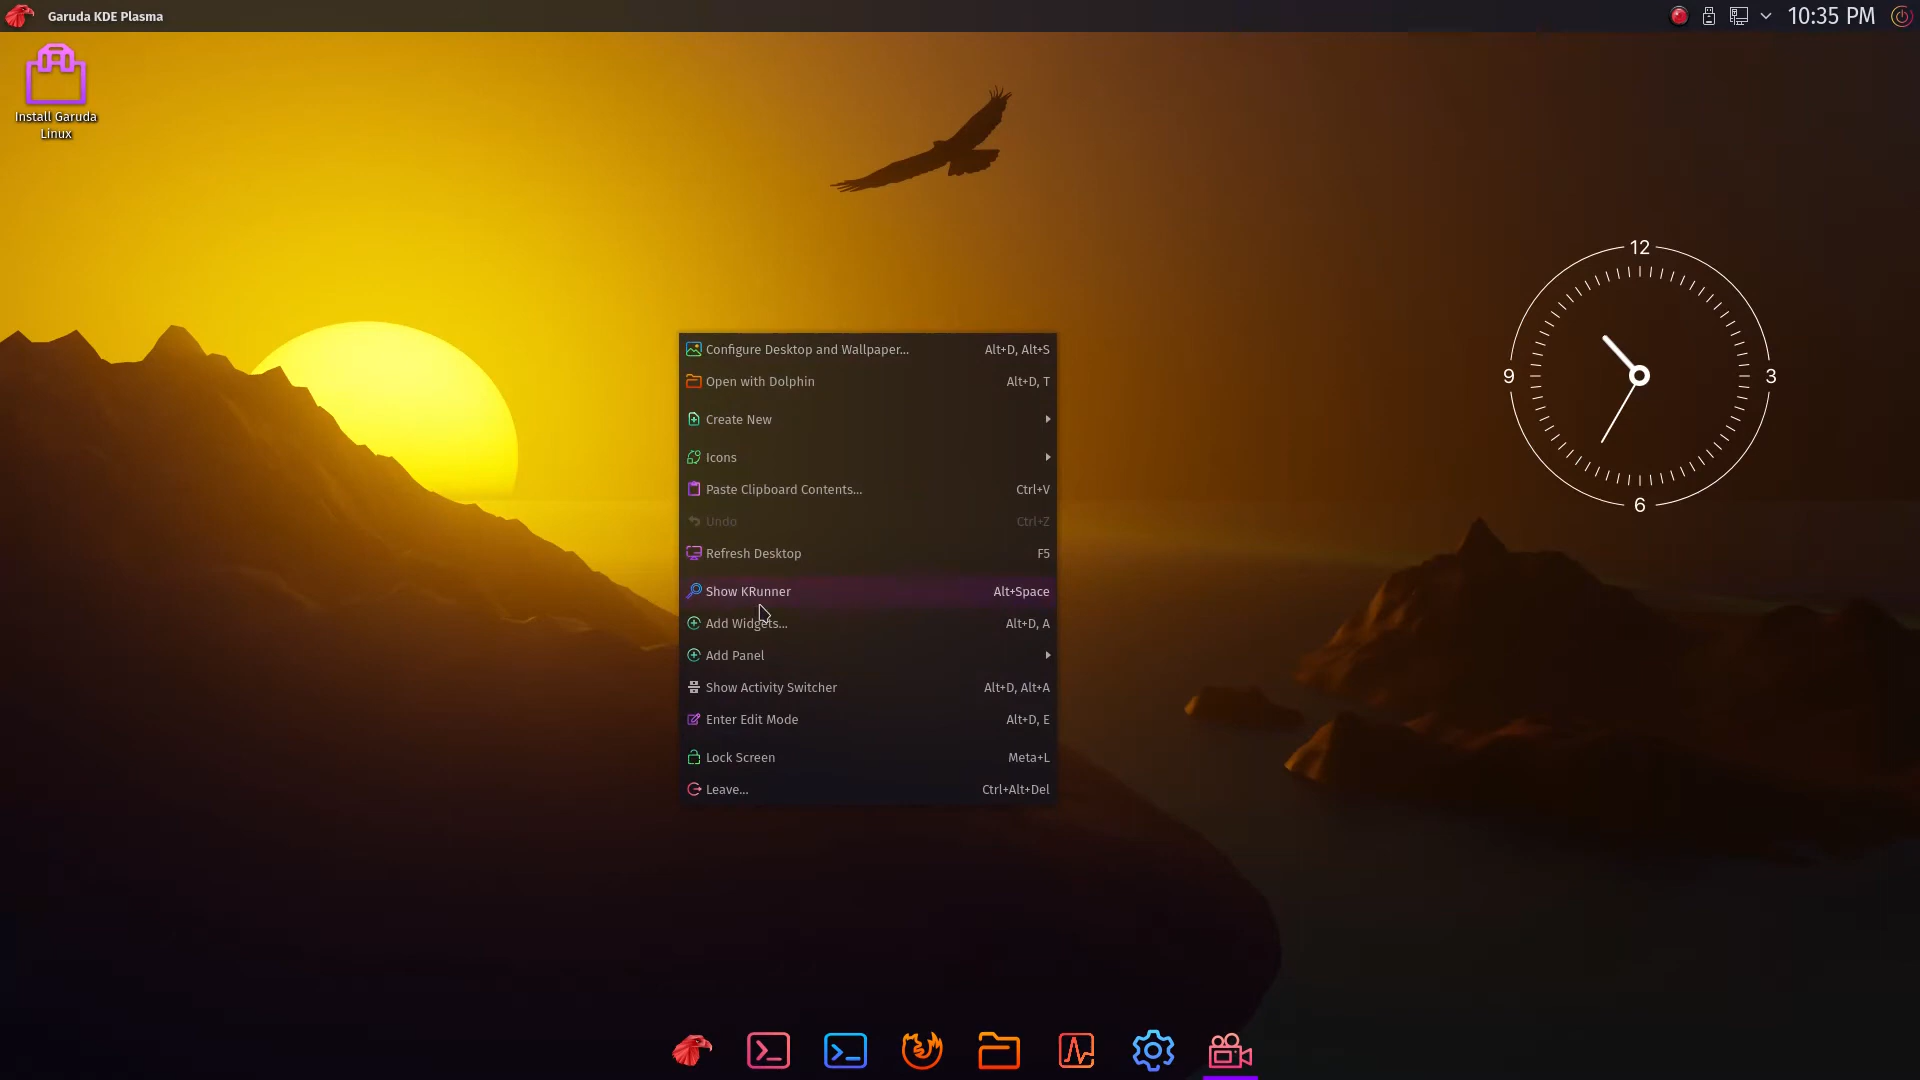 Garuda KDE Plasma
10:35 PM
Install Garuda
Linux
12
9
3
6
Configure Desktop and Wallpaper... Alt+D, Alt+S
Open with Dolphin Alt+D, T
Create New
Icons
Paste Clipboard Contents... Ctrl+V
Undo Ctrl+Z
Refresh Desktop F5
Show KRunner Alt+Space
Add Widgets... Alt+D, A
Add Panel
Show Activity Switcher Alt+D, Alt+A
Enter Edit Mode Alt+D, E
Lock Screen Meta+L
Leave... Ctrl+Alt+Del